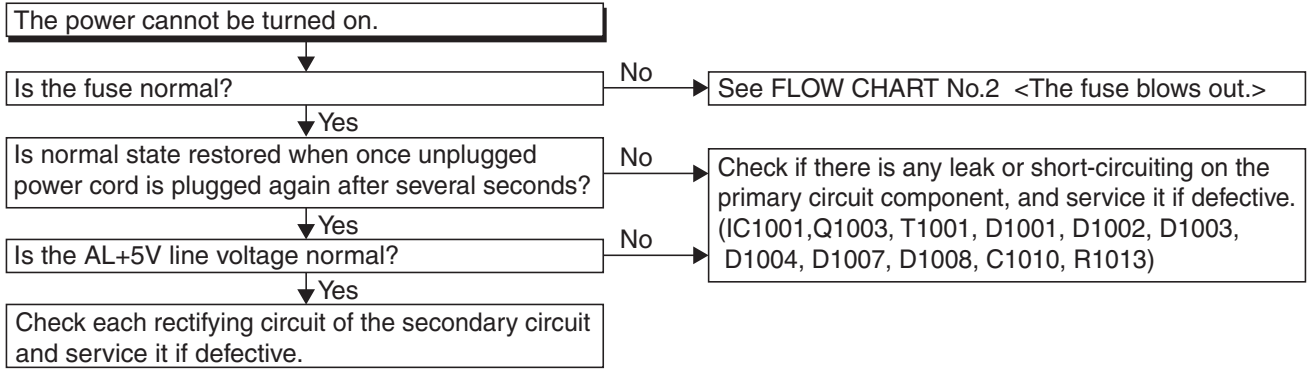 The power cannot be turned on.
Is the fuse normal?
No
See FLOW CHART No.2 <The fuse blows out.>
Yes
Is normal state restored when once unplugged
power cord is plugged again after several seconds?
No
Check if there is any leak or short-circuiting on the
primary circuit component, and service it if defective.
(IC1001,Q1003, T1001, D1001, D1002, D1003,
D1004, D1007, D1008, C1010, R1013)
Yes
Is the AL+5V line voltage normal?
No
Yes
Check each rectifying circuit of the secondary circuit
and service it if defective.